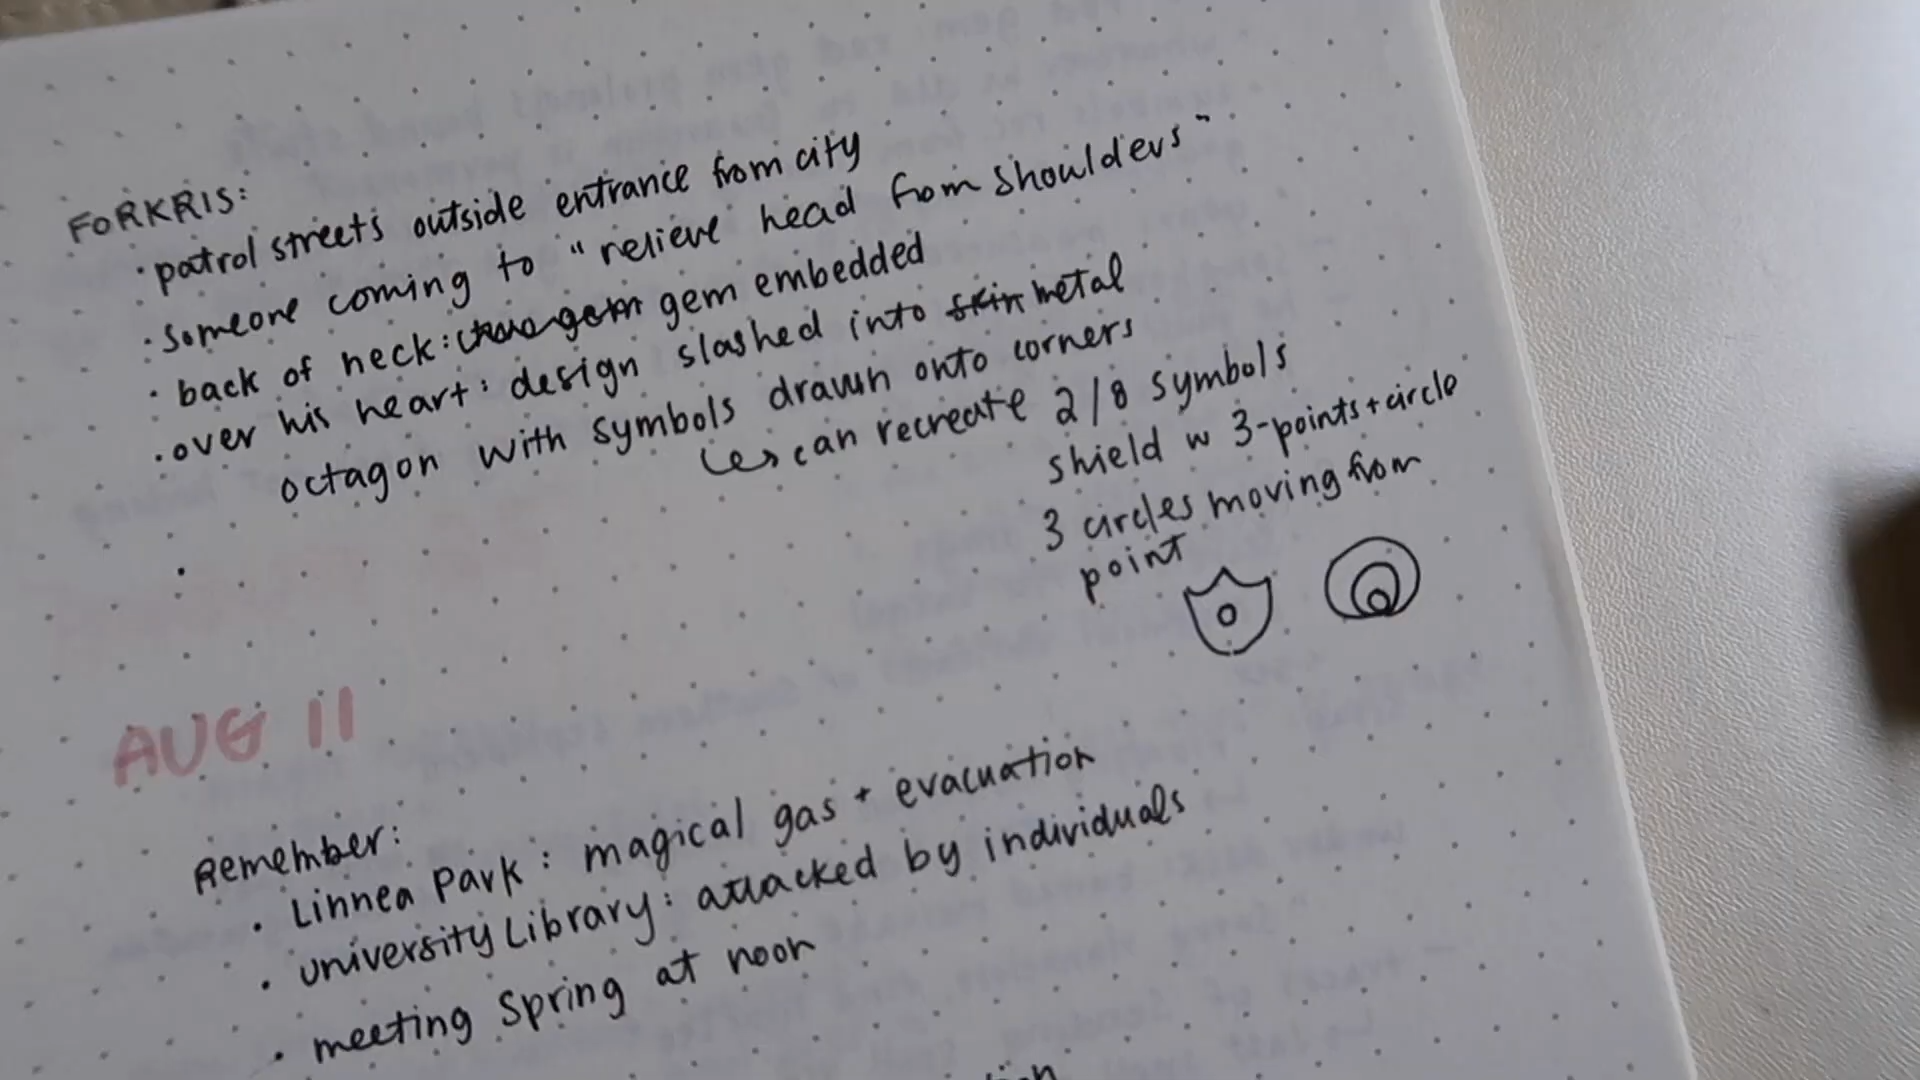 FORKRIS:
· patrol streets outside entrance from city
· someone coming to "relieve head from shoulders"
· back of neck: gem embedded
· over his heart: design slashed into skin metal
octagon with symbols drawn onto corners
↳ can recreate 2/8 symbols
shield w 3-points + circle
3 circles moving from
point
·
AUG 11
Remember:
· Linnea Park: magical gas + evacuation
· university Library: attacked by individuals
· meeting Spring at noon